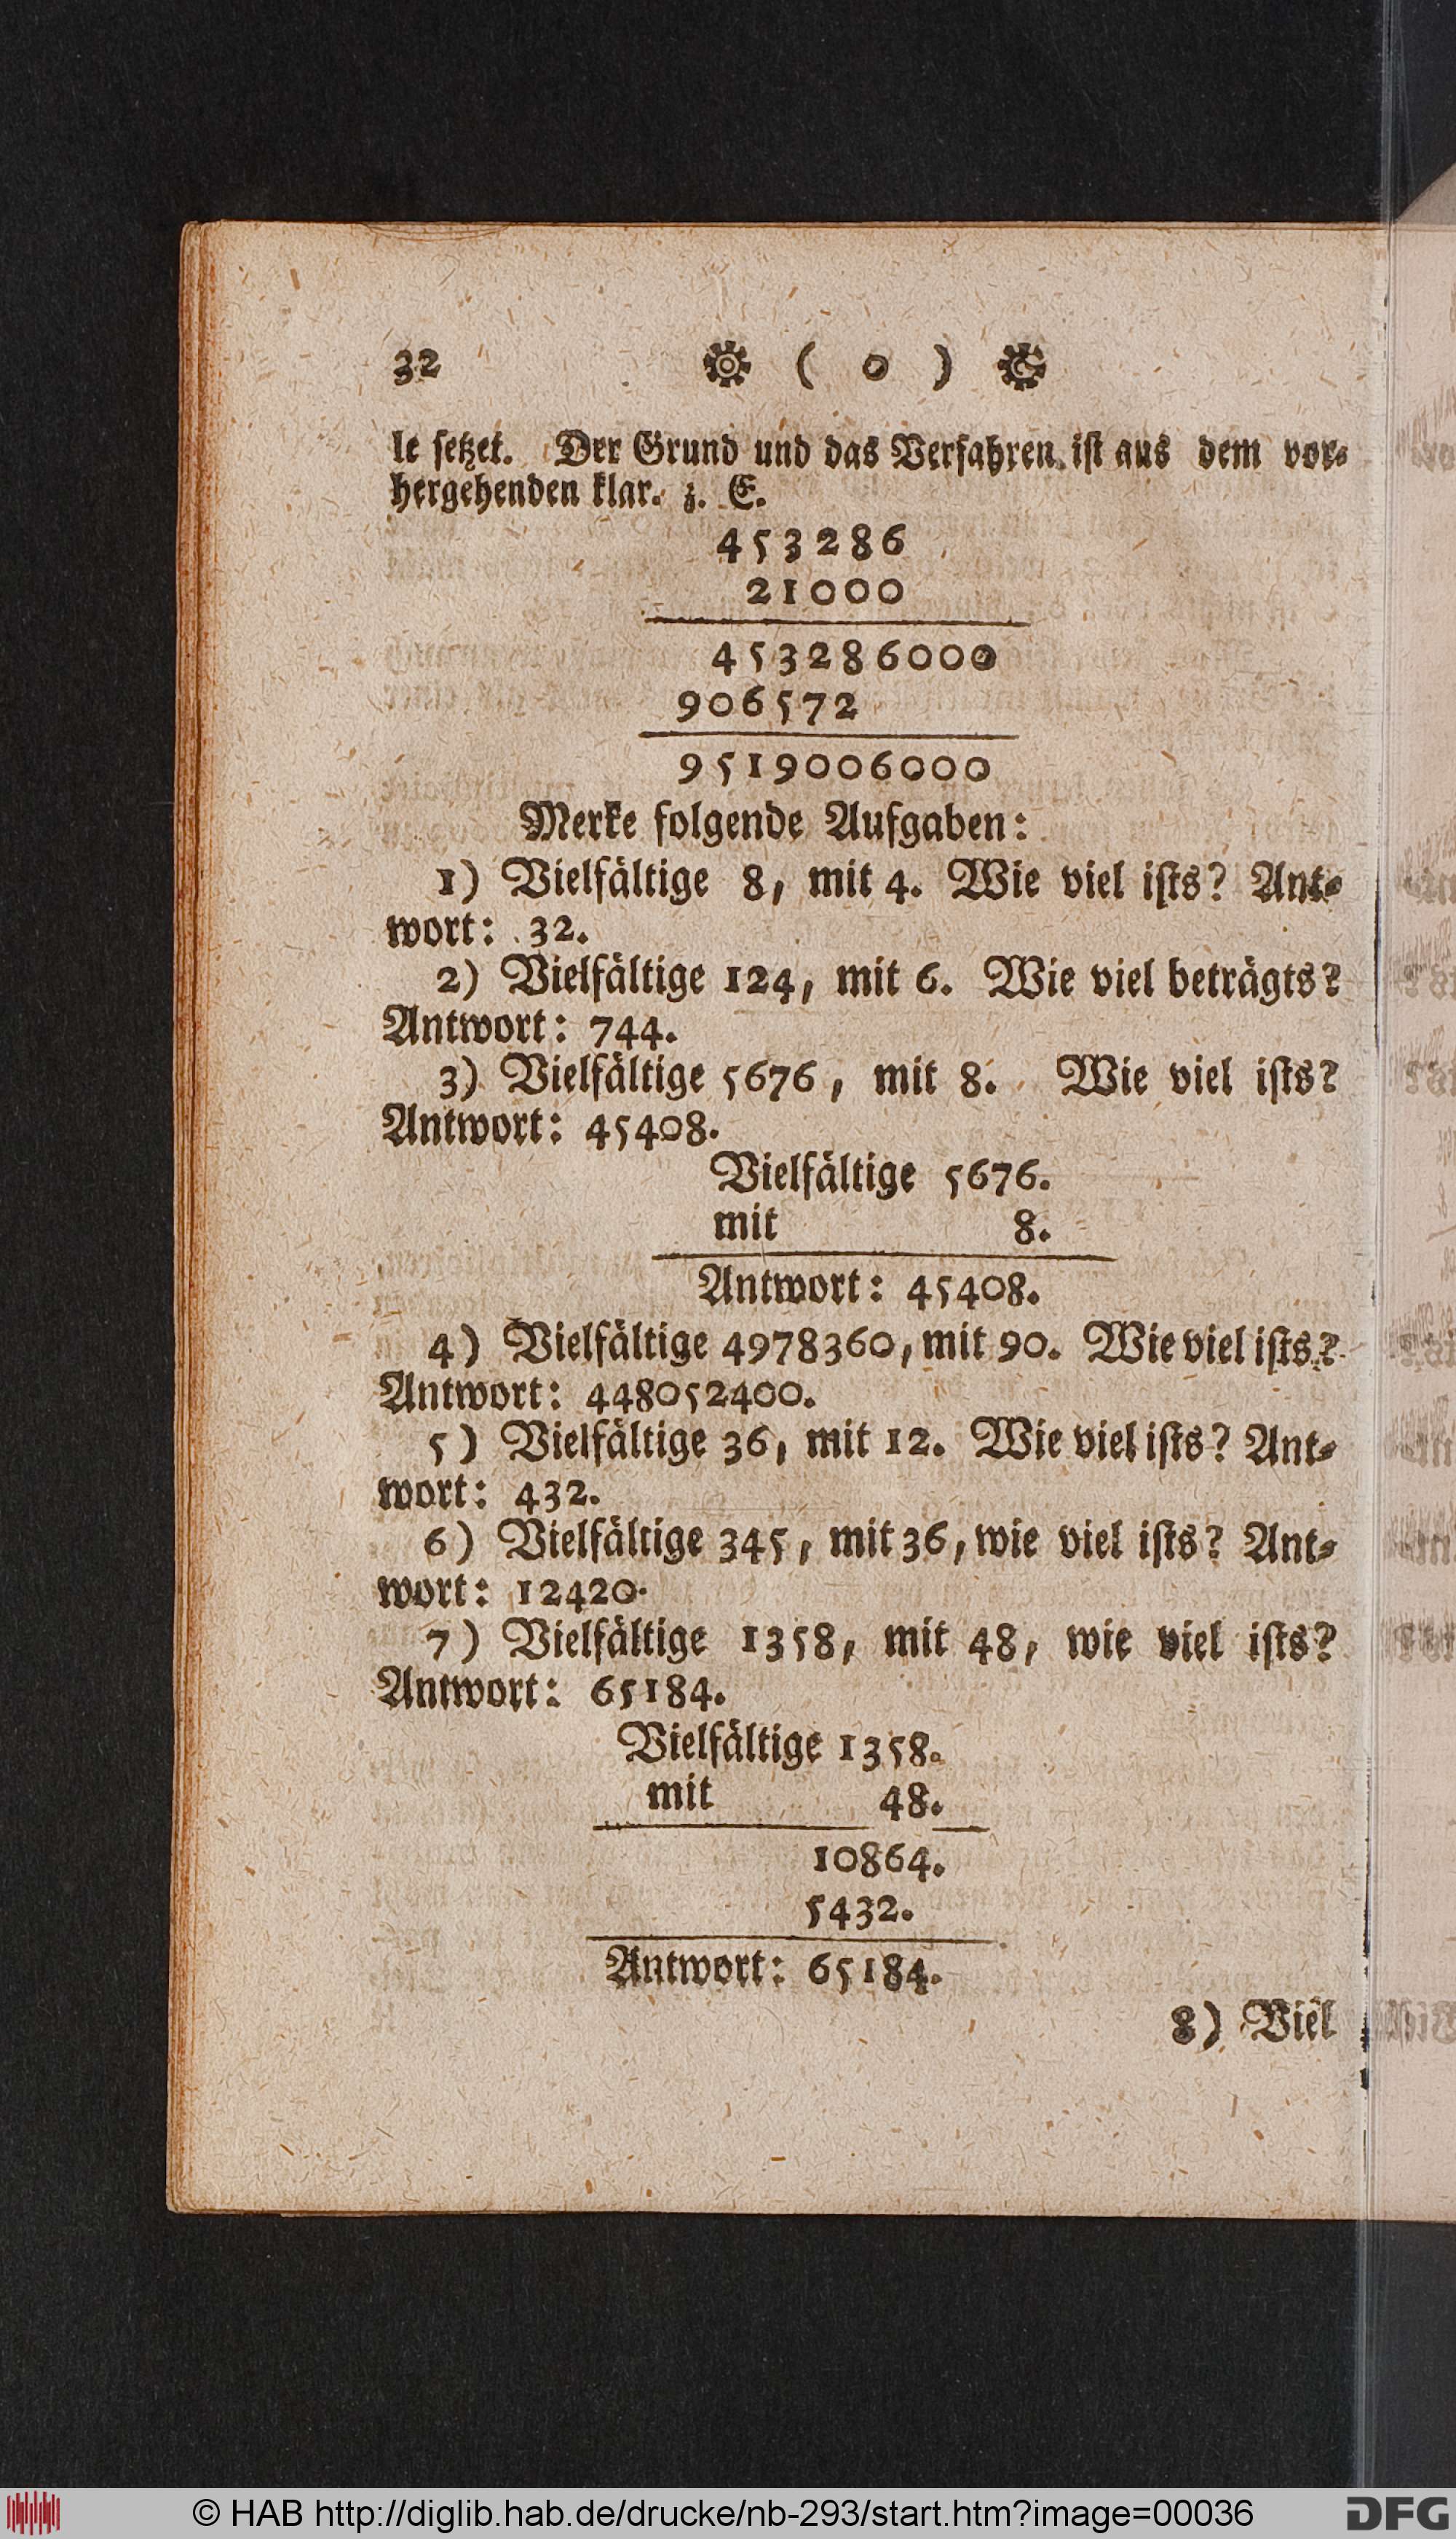 32 ❁ ( o ) ❁
le ſetzet. Der Grund und das Verfahren iſt aus dem vor⸗
hergehenden klar. z. E.
453286
21000
453286000
906572
9519006000
Merke folgende Aufgaben:
1) Vielfältige 8, mit 4. Wie viel iſts? Ant⸗
wort: 32.
2) Vielfältige 124, mit 6. Wie viel beträgts?
Antwort: 744.
3) Vielfältige 5676, mit 8. Wie viel iſts?
Antwort: 45408.
Vielfältige 5676.
mit 8.
Antwort: 45408.
4) Vielfältige 4978360, mit 90. Wie viel iſts?
Antwort: 448052400.
5) Vielfältige 36, mit 12. Wie viel iſts? Ant⸗
wort: 432.
6) Vielfältige 345, mit 36, wie viel iſts? Ant⸗
wort: 12420.
7) Vielfältige 1358, mit 48, wie viel iſts?
Antwort: 65184.
Vielfältige 1358.
mit 48.
10864.
5432.
Antwort: 65184.
8) Viel
© HAB http://diglib.hab.de/drucke/nb-293/start.htm?image=00036
DFG